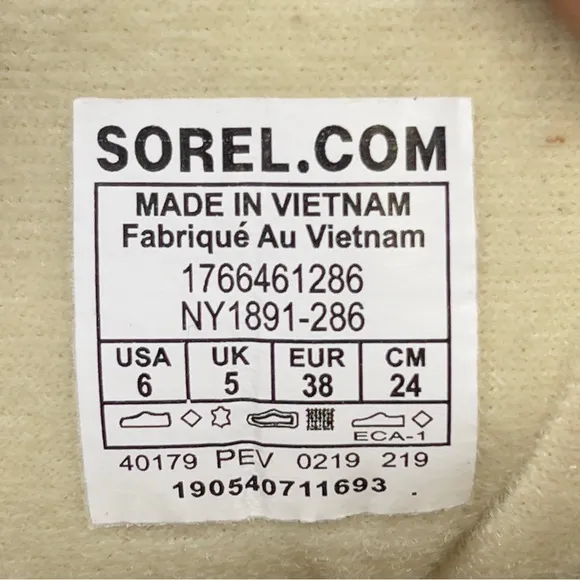 SOREL.COM
MADE IN VIETNAM
Fabriqué Au Vietnam
1766461286
NY1891-286
USA UK EUR CM
6 5 38 24
ECA-1
40179 PEV 0219 219
190540711693 .